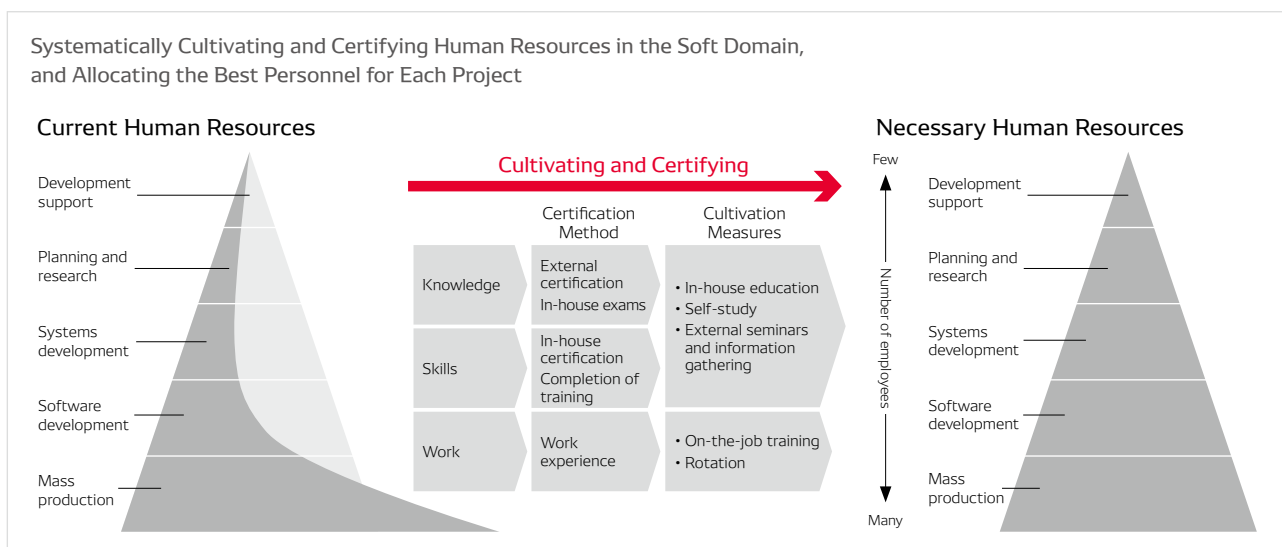 Systematically Cultivating and Certifying Human Resources in the Soft Domain,
and Allocating the Best Personnel for Each Project
Current Human Resources
Development
support
Planning and
research
Systems
development
Software
development
Mass
production
Cultivating and Certifying
Certification
Method
Cultivation
Measures
Knowledge
External
certification
In-house exams
Skills
In-house
certification
Completion of
training
• In-house education
• Self-study
• External seminars
and information
gathering
Work
Work
experience
• On-the-job training
• Rotation
Necessary Human Resources
Few
Number of employees
Many
Development
support
Planning and
research
Systems
development
Software
development
Mass
production